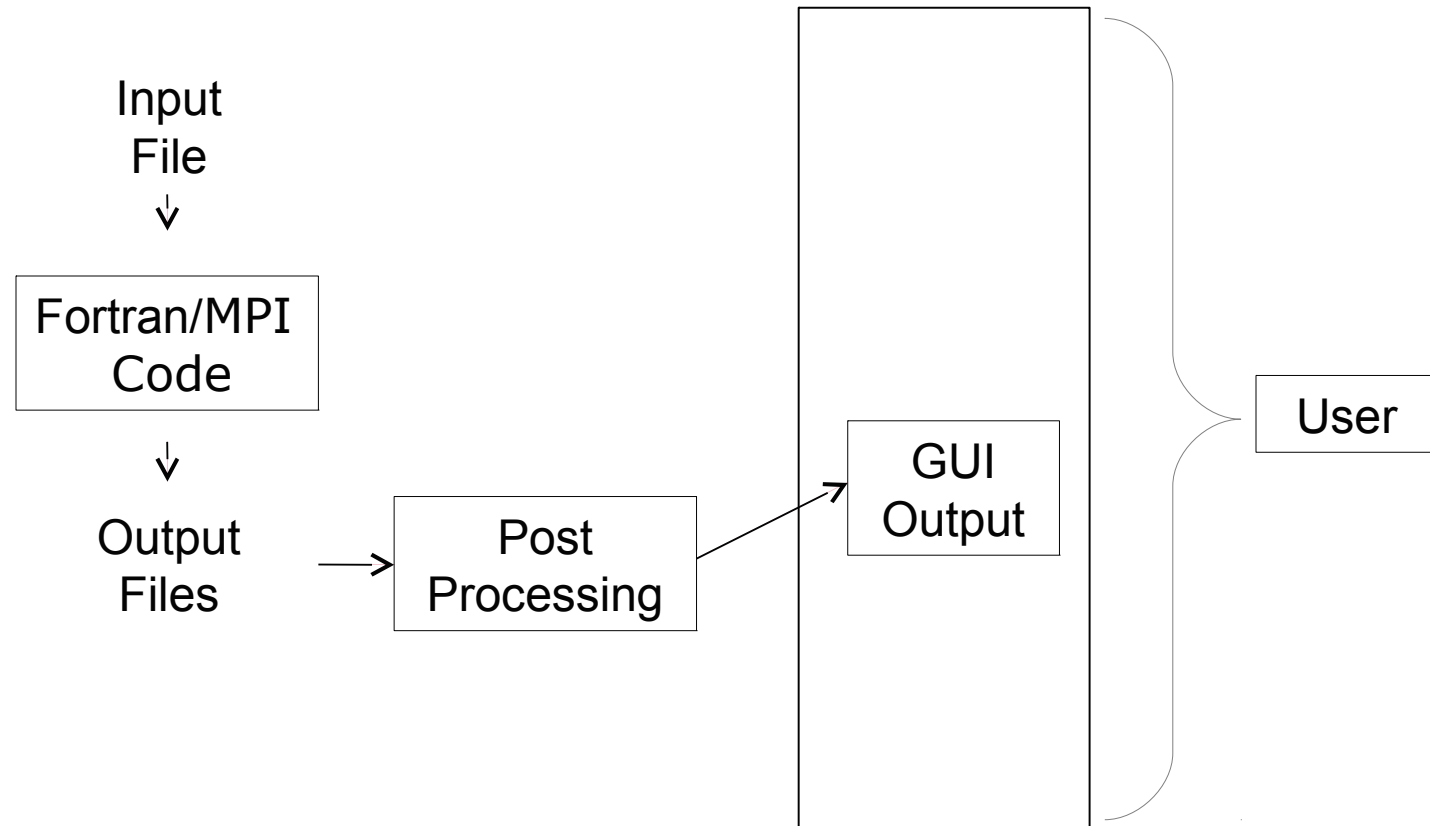 Input
File
Fortran/MPI
Code
Output
Files
Post
Processing
GUI
Output
User